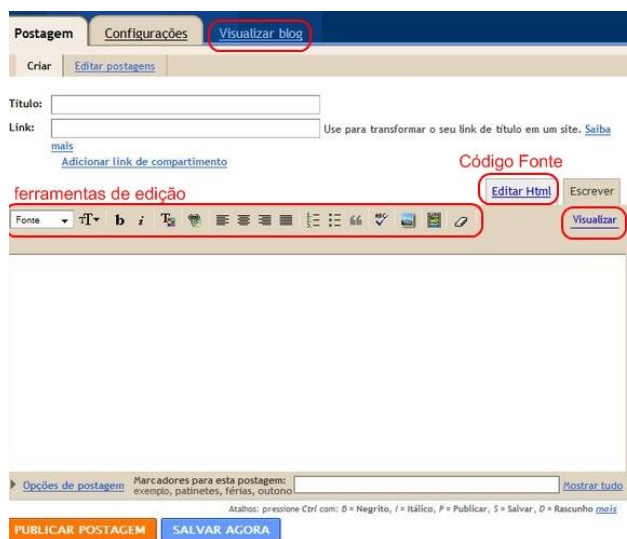 Postagem Configurações Visualizar blog
Criar Editar postagens
Título:
Link: Use para transformar o seu link de título em um site. Saiba
mais
Adicionar link de compartimento
Código Fonte
ferramentas de edição
Editar Html Escrever
Fonte T b i T ABC Visualizar
Opções de postagem Marcadores para esta postagem: Mostrar tudo
exemplo, patinetes, férias, outono
Atalhos: pressione Ctrl com: B = Negrito, I = Itálico, P = Publicar, S = Salvar, D = Rascunho mais
PUBLICAR POSTAGEM SALVAR AGORA